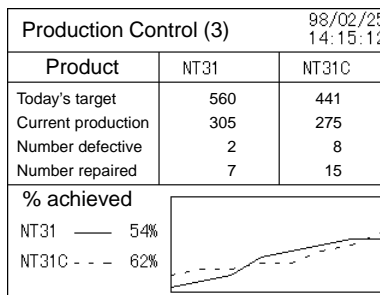 Production Control (3) 98/02/25
14:15:12
Product NT31 NT31C
Today's target 560 441
Current production 305 275
Number defective 2 8
Number repaired 7 15
% achieved
NT31 —— 54%
NT31C - - - 62%